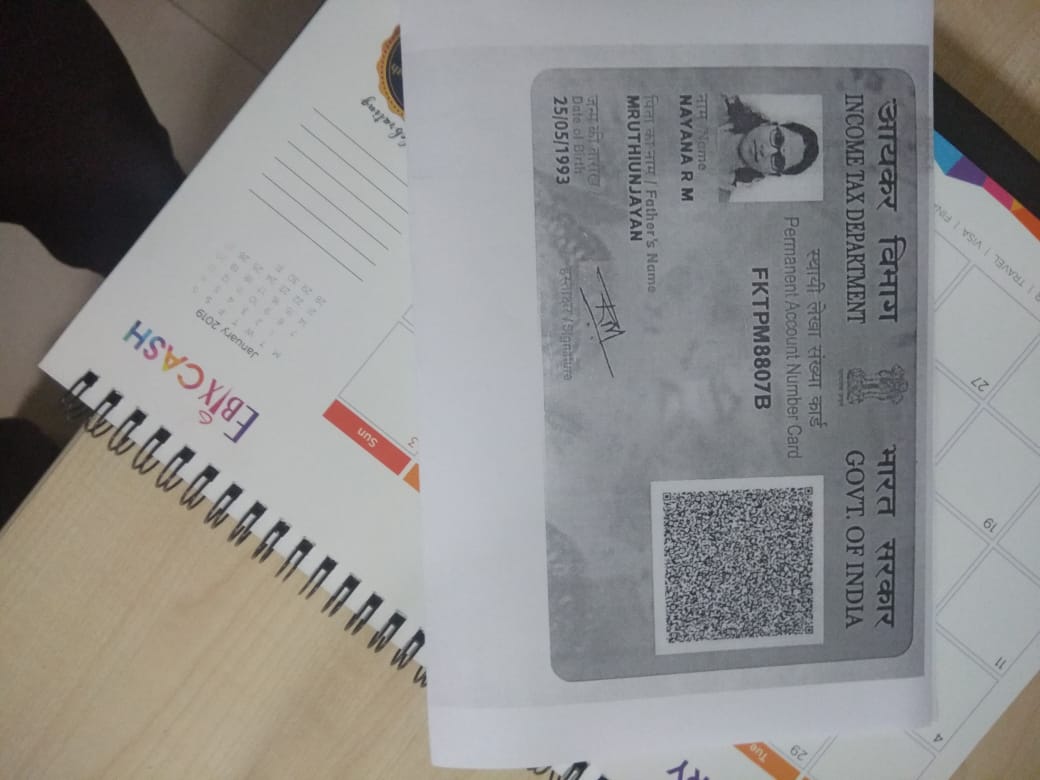 आयकर विभाग
INCOME TAX DEPARTMENT
भारत सरकार
GOVT. OF INDIA
स्थायी लेखा संख्या कार्ड
Permanent Account Number Card
FKTPM8807B
नाम / Name
NAYANA R M
पिता का नाम / Father's Name
MRUTHIUNJAYAN
जन्म की तारीख
Date of Birth
25/05/1993
हस्ताक्षर / Signature
TRAVEL | VISA |
4
11
19
27
29
Tue
Sun
January 2019
EBIXCASH